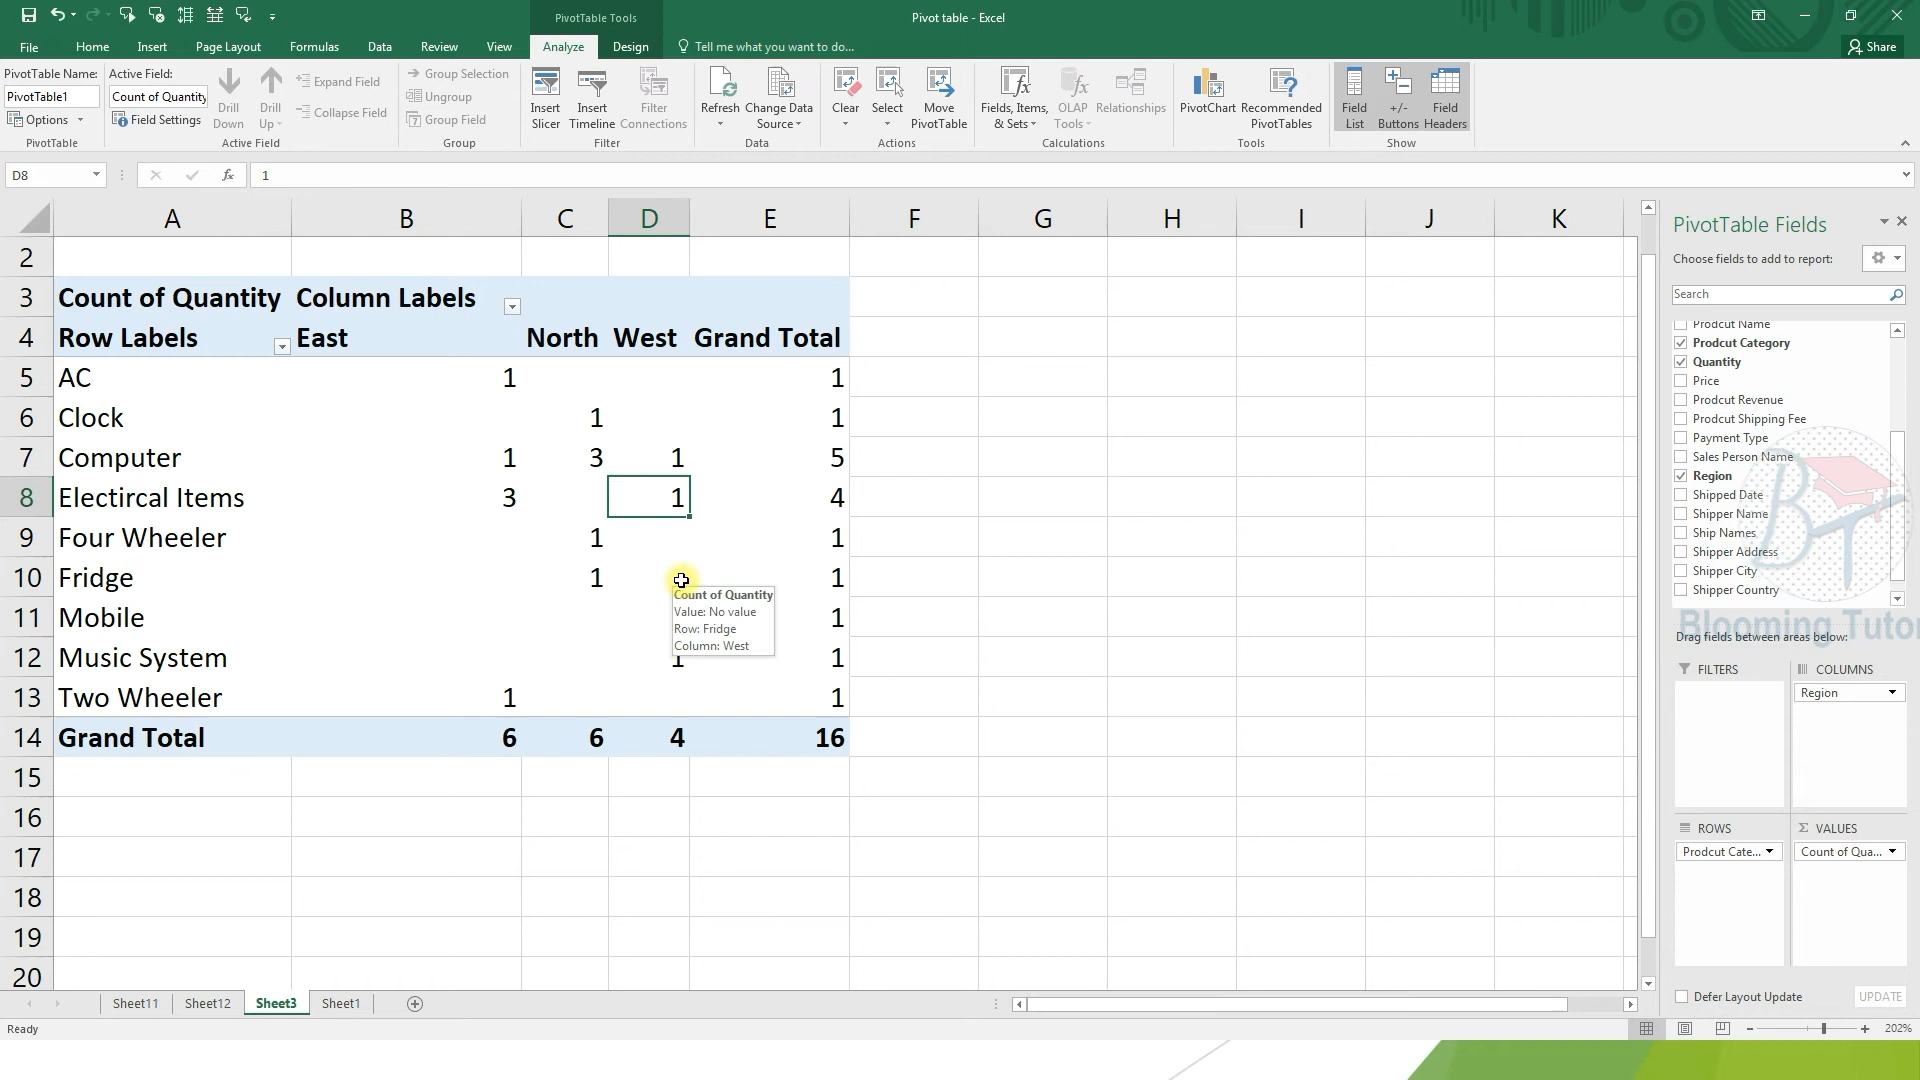 PivotTable Tools
Pivot table - Excel
File Home Insert Page Layout Formulas Data Review View Analyze Design Tell me what you want to do... Share
PivotTable Name:
PivotTable1
Options
PivotTable
Active Field:
Count of Quantity
Field Settings
Drill Down
Drill Up
Expand Field
Collapse Field
Active Field
Group Selection
Ungroup
Group Field
Group
Insert Slicer
Insert Timeline
Filter Connections
Filter
Refresh
Change Data Source
Data
Clear
Select
Move PivotTable
Actions
Fields, Items, & Sets
OLAP Tools
Relationships
Calculations
PivotChart
Recommended PivotTables
Tools
Field List
+/- Buttons
Field Headers
Show
D8 fx 1
A B C D E F G H I J K
2
3 Count of Quantity Column Labels
4 Row Labels East North West Grand Total
5 AC 1 1
6 Clock 1 1
7 Computer 1 3 1 5
8 Electircal Items 3 1 4
9 Four Wheeler 1 1
10 Fridge 1 1
11 Mobile 1
12 Music System 1 1
13 Two Wheeler 1 1
14 Grand Total 6 6 4 16
15
16
17
18
19
20
Count of Quantity
Value: No value
Row: Fridge
Column: West
PivotTable Fields
Choose fields to add to report:
Search
Prodcut Name
Prodcut Category
Quantity
Price
Prodcut Revenue
Prodcut Shipping Fee
Payment Type
Sales Person Name
Region
Shipped Date
Shipper Name
Ship Names
Shipper Address
Shipper City
Shipper Country
Blooming Tutor
Drag fields between areas below:
FILTERS
COLUMNS
Region
ROWS
Prodcut Cate...
VALUES
Count of Qua...
Defer Layout Update UPDATE
Sheet11 Sheet12 Sheet3 Sheet1
Ready
202%